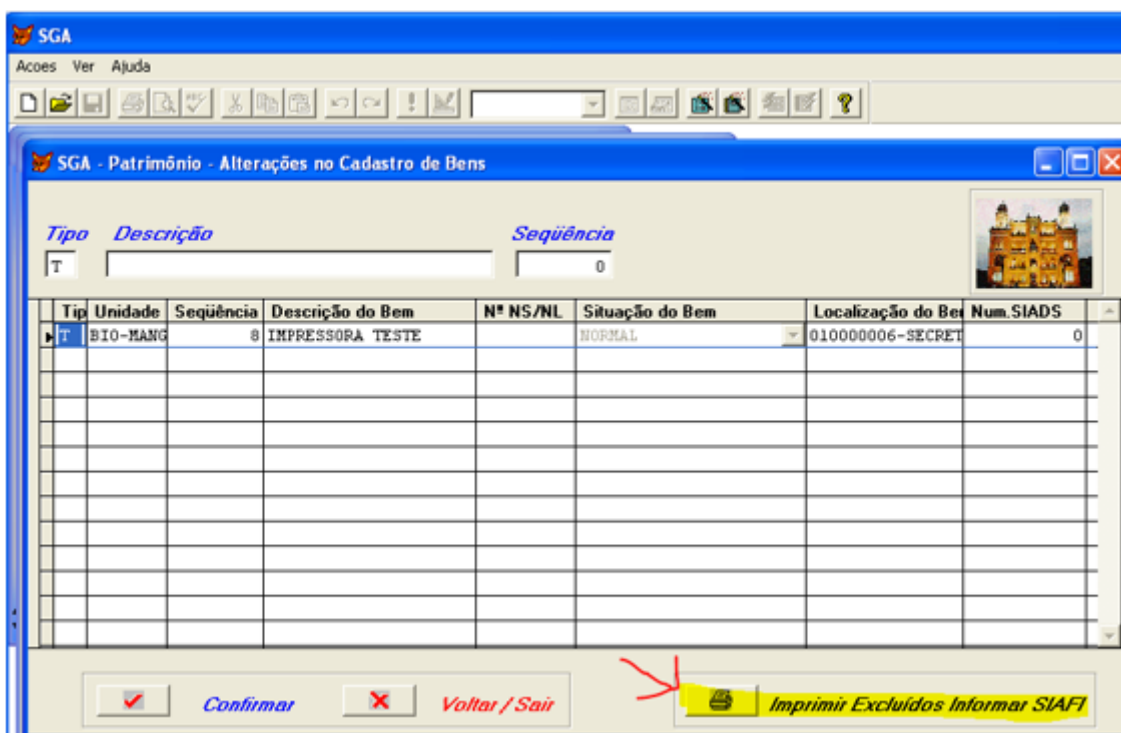 SGA
Acoes Ver Ajuda
SGA - Patrimônio - Alterações no Cadastro de Bens
Tipo Descrição Seqüência
T 0
Tip Unidade Seqüência Descrição do Bem Nº NS/NL Situação do Bem Localização do Be Num.SIADS
T BIO-MANG 8 IMPRESSORA TESTE NORMAL 010000006-SECRET 0
Confirmar Voltar / Sair Imprimir Excluídos Informar SIAFI